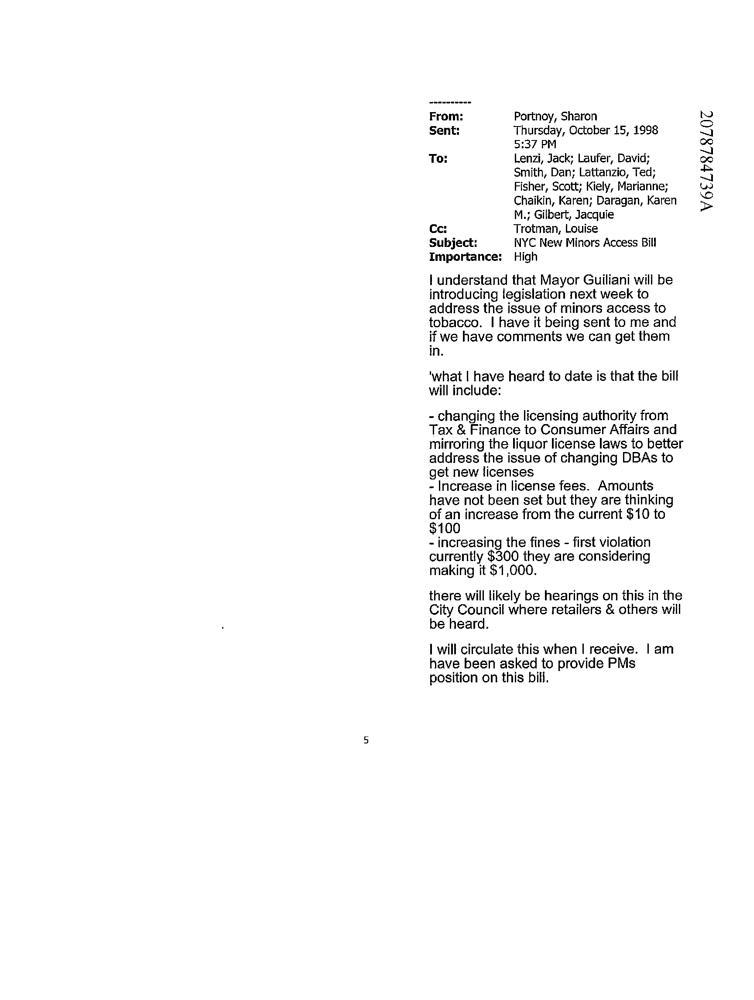 ----------
From: Portnoy, Sharon
Sent: Thursday, October 15, 1998
5:37 PM
To: Lenzi, Jack; Laufer, David;
Smith, Dan; Lattanzio, Ted;
Fisher, Scott; Kiely, Marianne;
Chaikin, Karen; Daragan, Karen
M.; Gilbert, Jacquie
Cc: Trotman, Louise
Subject: NYC New Minors Access Bill
Importance: High
I understand that Mayor Guiliani will be
introducing legislation next week to
address the issue of minors access to
tobacco. I have it being sent to me and
if we have comments we can get them
in.
'what I have heard to date is that the bill
will include:
- changing the licensing authority from
Tax & Finance to Consumer Affairs and
mirroring the liquor license laws to better
address the issue of changing DBAs to
get new licenses
- Increase in license fees. Amounts
have not been set but they are thinking
of an increase from the current $10 to
$100
- increasing the fines - first violation
currently $300 they are considering
making it $1,000.
there will likely be hearings on this in the
City Council where retailers & others will
be heard.
I will circulate this when I receive. I am
have been asked to provide PMs
position on this bill.
5
2078784739A